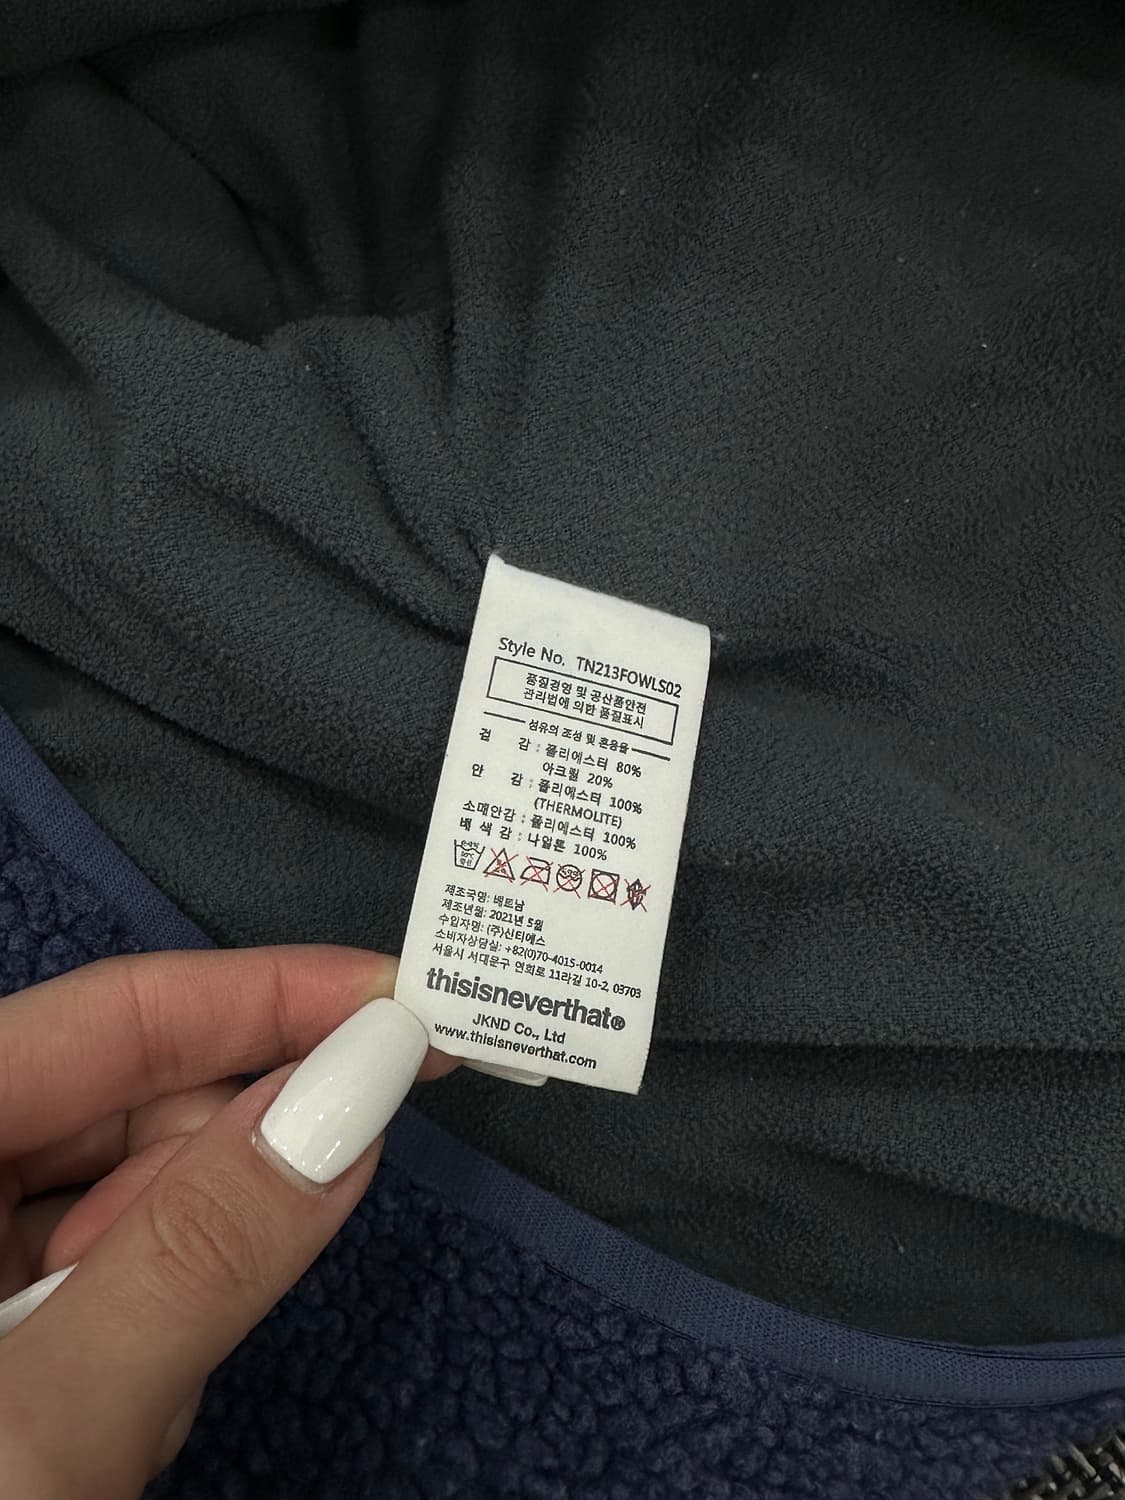 Style No. TN213FOWLS02
품질경영 및 공산품안전
관리법에 의한 품질표시
섬유의 조성 및 혼용율
겉 감 : 폴리에스터 80%
아크릴 20%
안 감 : 폴리에스터 100%
(THERMOLITE)
소매안감 : 폴리에스터 100%
배 색 감 : 나일론 100%
제조국명: 베트남
제조년월: 2021년 5월
수입자명: (주)신티에스
소비자상담실: +82(0)70-4015-0014
서울시 서대문구 연희로 11라길 10-2, 03703
thisisneverthat®
JKND Co., Ltd
www.thisisneverthat.com